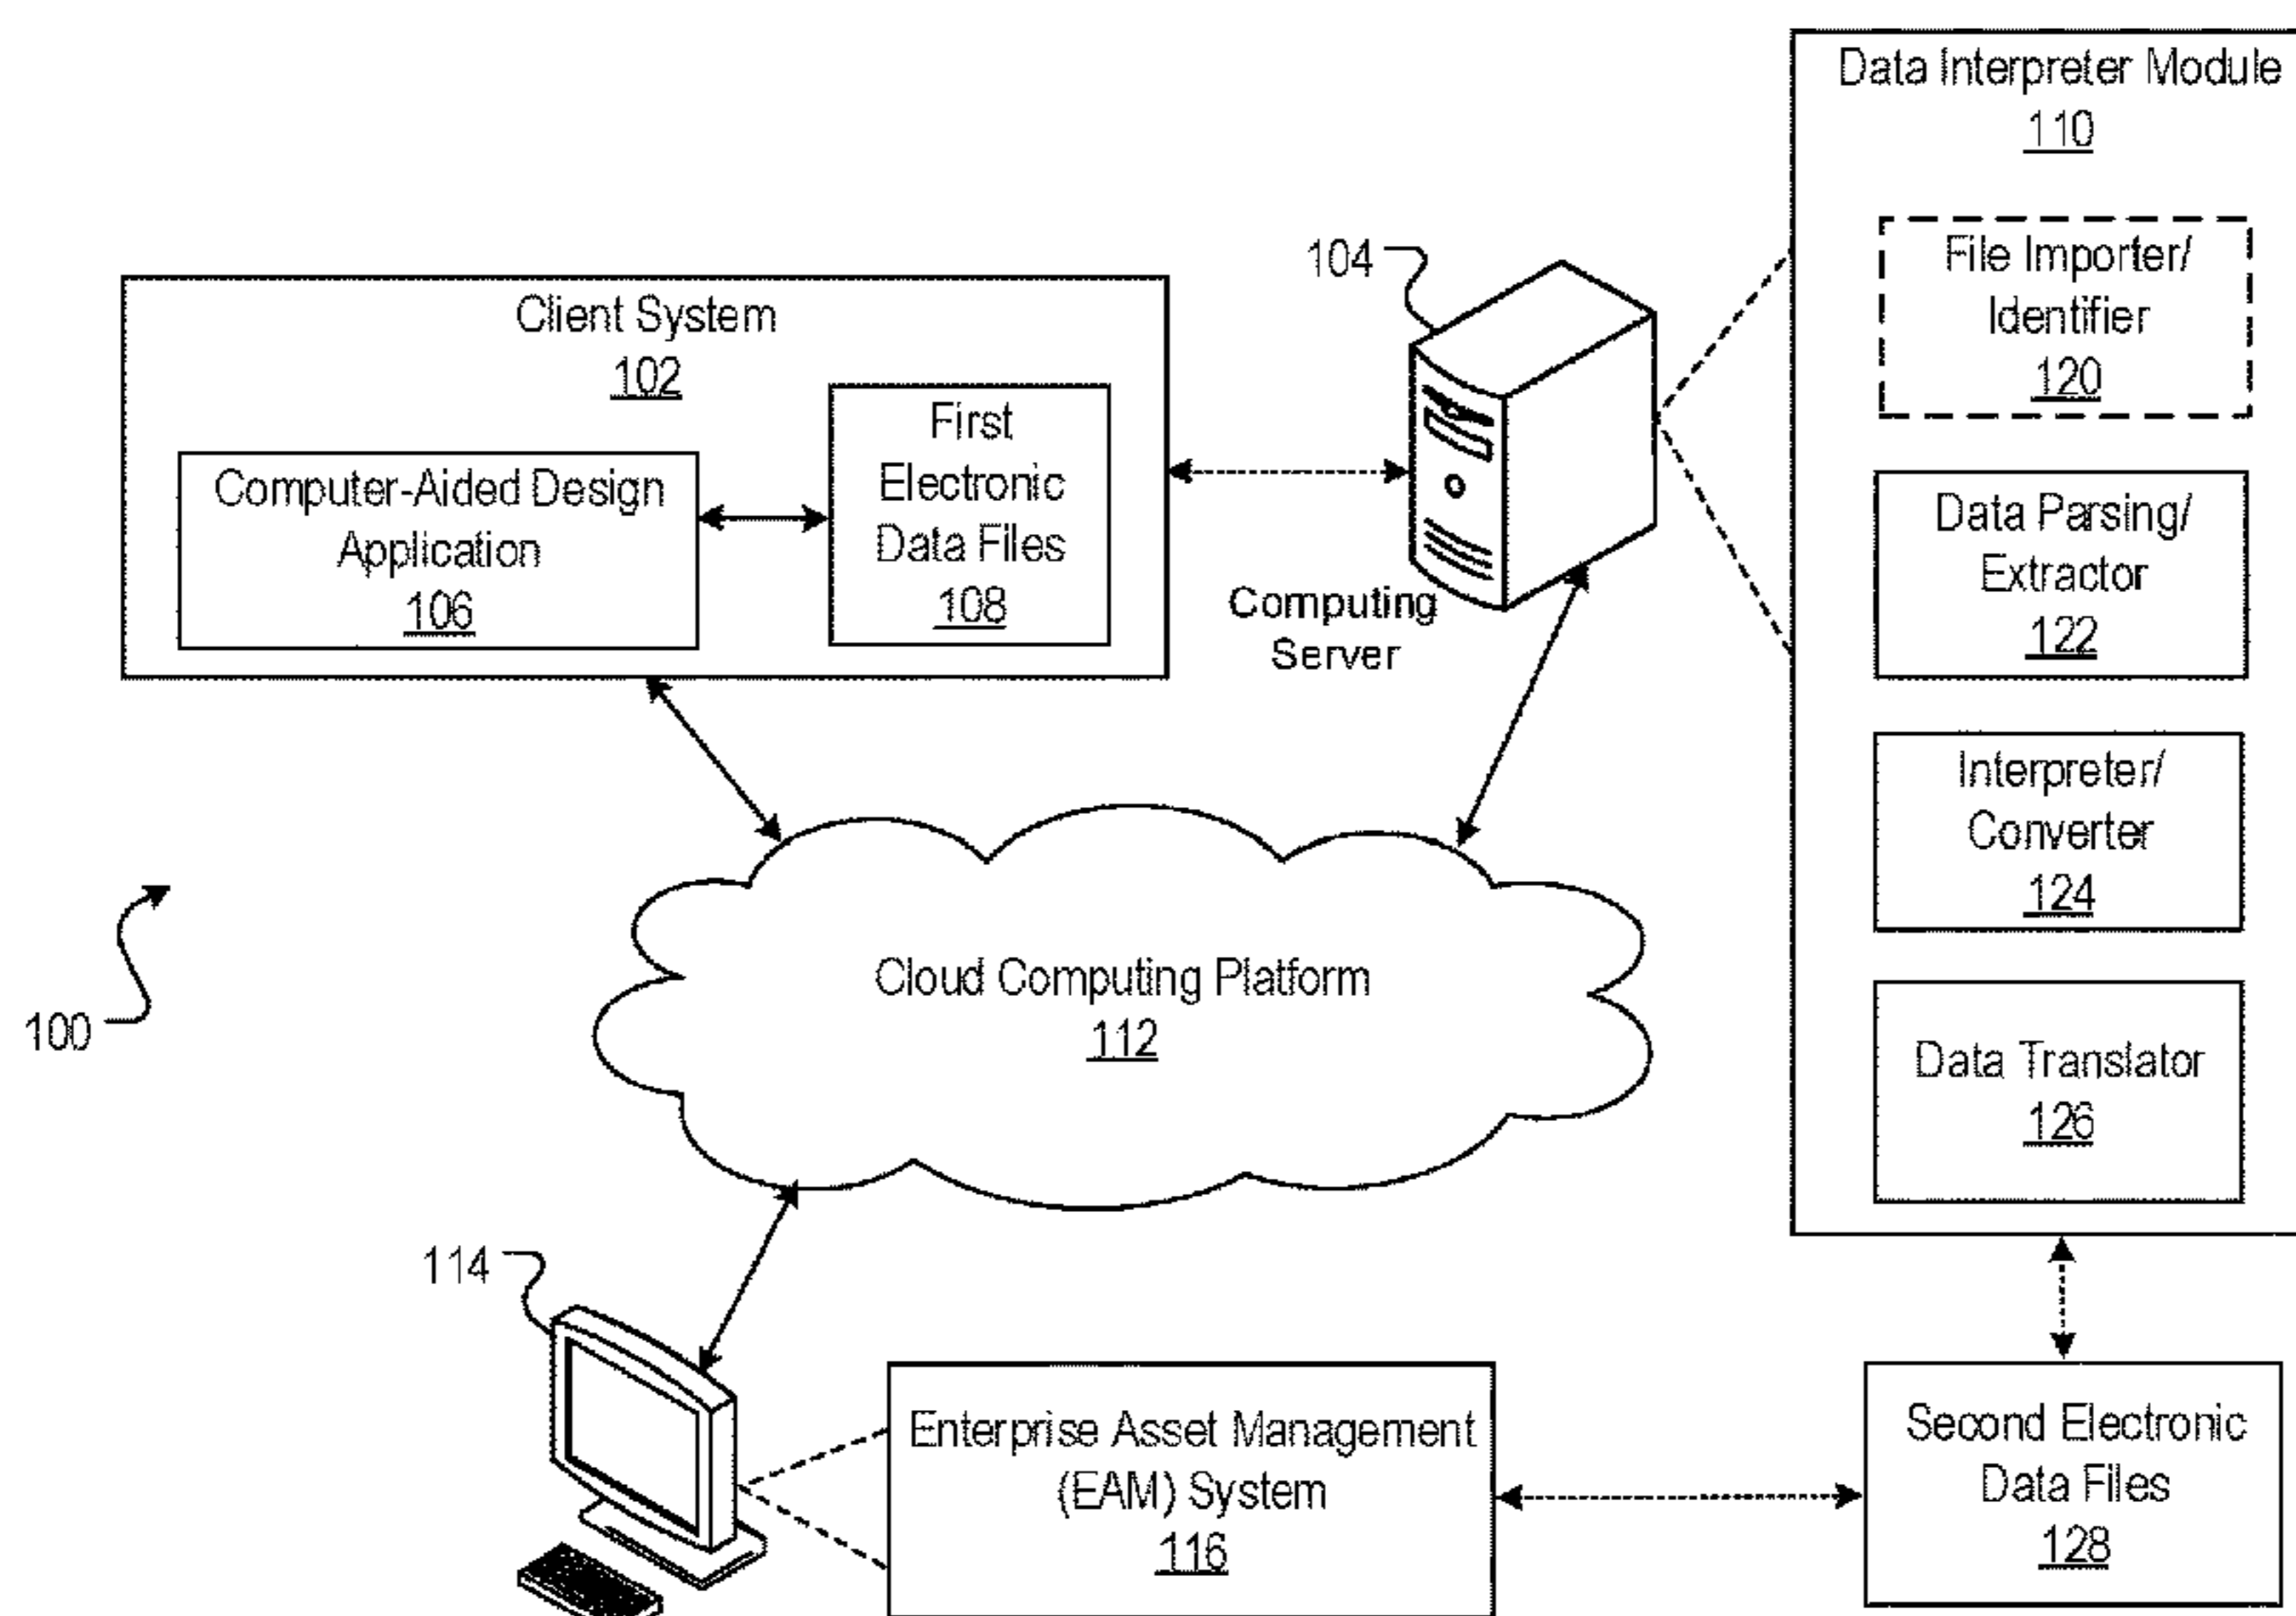 Data Interpreter Module
110
File Importer/
Identifier
120
104
Client System
102
First
Electronic
Data Files
108
Computer-Aided Design
Application
106
Data Parsing/
Extractor
122
Computing
Server
Interpreter/
Converter
124
Cloud Computing Platform
112
100
Data Translator
126
114
Enterprise Asset Management
(EAM) System
116
Second Electronic
Data Files
128